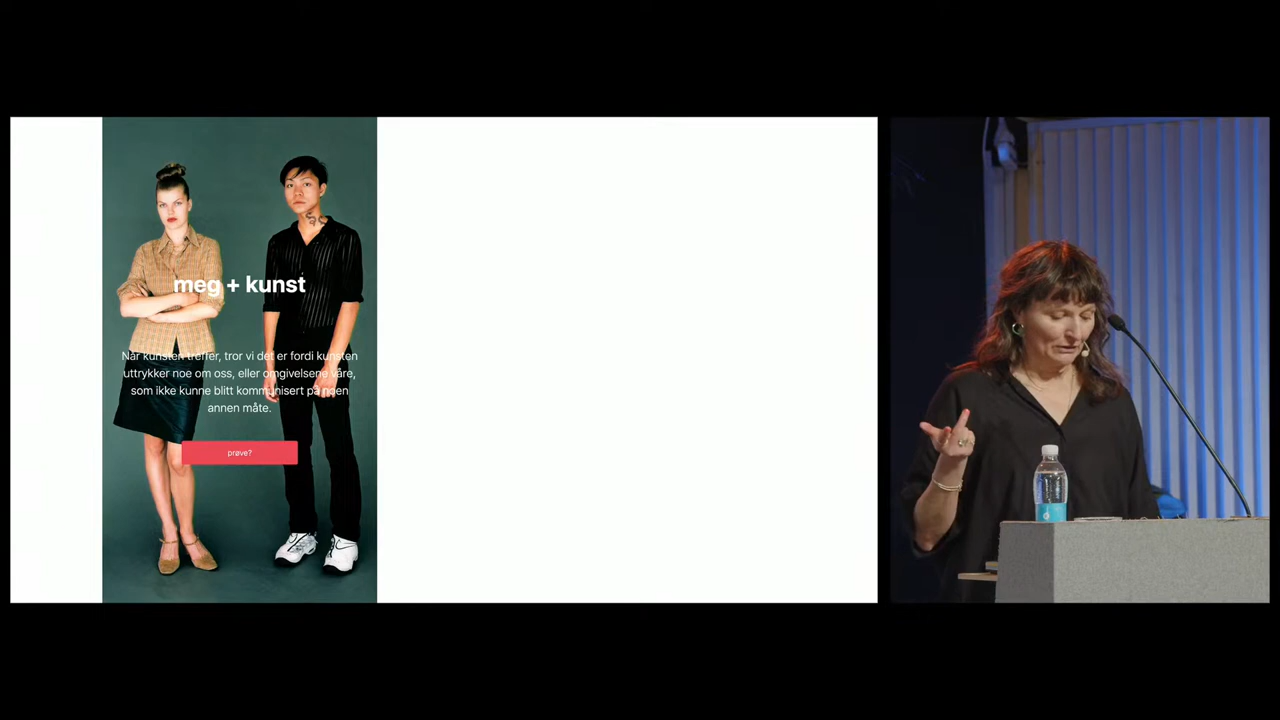 meg + kunst
Når kunsten treffer, tror vi det er fordi kunsten
uttrykker noe om oss, eller omgivelsene våre,
som ikke kunne blitt kommunisert på noen
annen måte.
prøve?